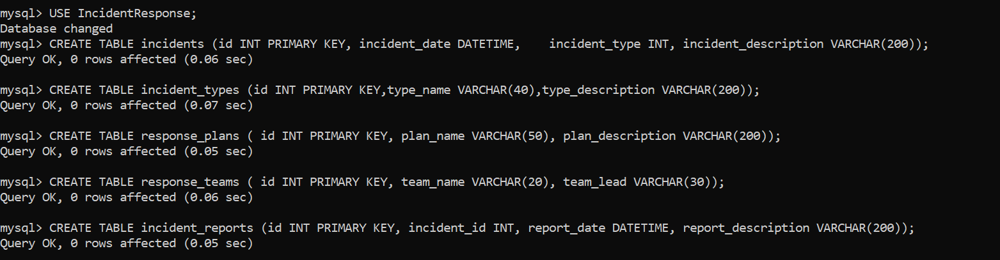 mysql> USE IncidentResponse;
Database changed
mysql> CREATE TABLE incidents (id INT PRIMARY KEY, incident_date DATETIME,    incident_type INT, incident_description VARCHAR(200));
Query OK, 0 rows affected (0.06 sec)
mysql> CREATE TABLE incident_types (id INT PRIMARY KEY,type_name VARCHAR(40),type_description VARCHAR(200));
Query OK, 0 rows affected (0.07 sec)
mysql> CREATE TABLE response_plans ( id INT PRIMARY KEY, plan_name VARCHAR(50), plan_description VARCHAR(200));
Query OK, 0 rows affected (0.05 sec)
mysql> CREATE TABLE response_teams ( id INT PRIMARY KEY, team_name VARCHAR(20), team_lead VARCHAR(30));
Query OK, 0 rows affected (0.06 sec)
mysql> CREATE TABLE incident_reports (id INT PRIMARY KEY, incident_id INT, report_date DATETIME, report_description VARCHAR(200));
Query OK, 0 rows affected (0.05 sec)